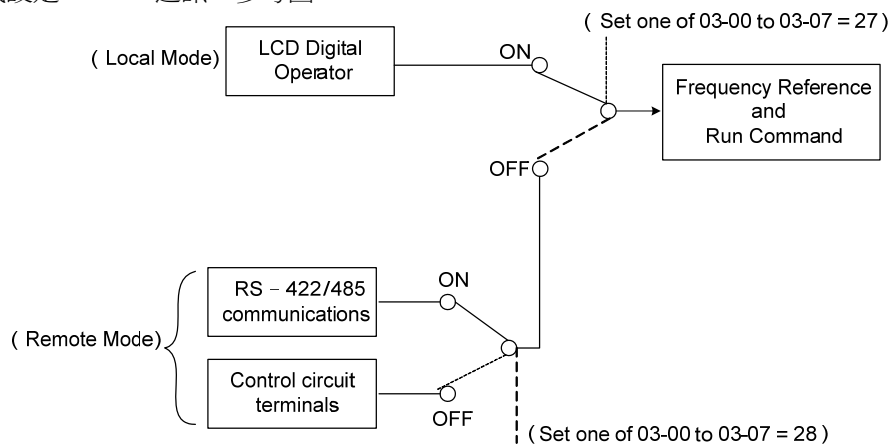 ( Set one of 03-00 to 03-07 = 27)
( Local Mode)
LCD Digital
Operator
ON
Frequency Reference
and
Run Command
OFF
RS - 422/485
communications
ON
( Remote Mode)
Control circuit
terminals
OFF
( Set one of 03-00 to 03-07 = 28)